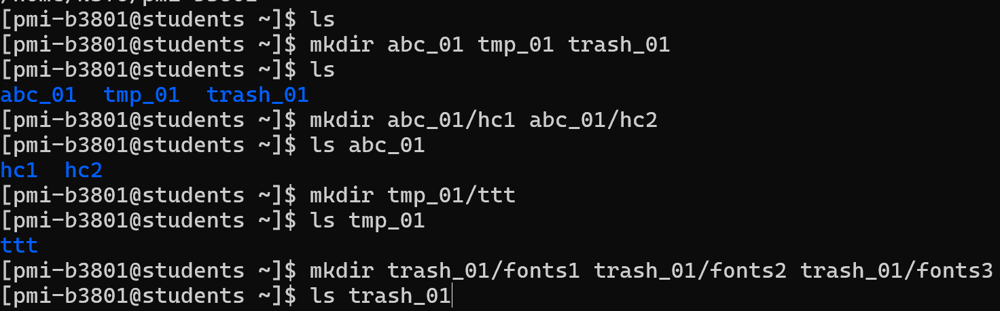 [pmi-b3801@students ~]$ ls
[pmi-b3801@students ~]$ mkdir abc_01 tmp_01 trash_01
[pmi-b3801@students ~]$ ls
abc_01  tmp_01  trash_01
[pmi-b3801@students ~]$ mkdir abc_01/hc1 abc_01/hc2
[pmi-b3801@students ~]$ ls abc_01
hc1  hc2
[pmi-b3801@students ~]$ mkdir tmp_01/ttt
[pmi-b3801@students ~]$ ls tmp_01
ttt
[pmi-b3801@students ~]$ mkdir trash_01/fonts1 trash_01/fonts2 trash_01/fonts3
[pmi-b3801@students ~]$ ls trash_01